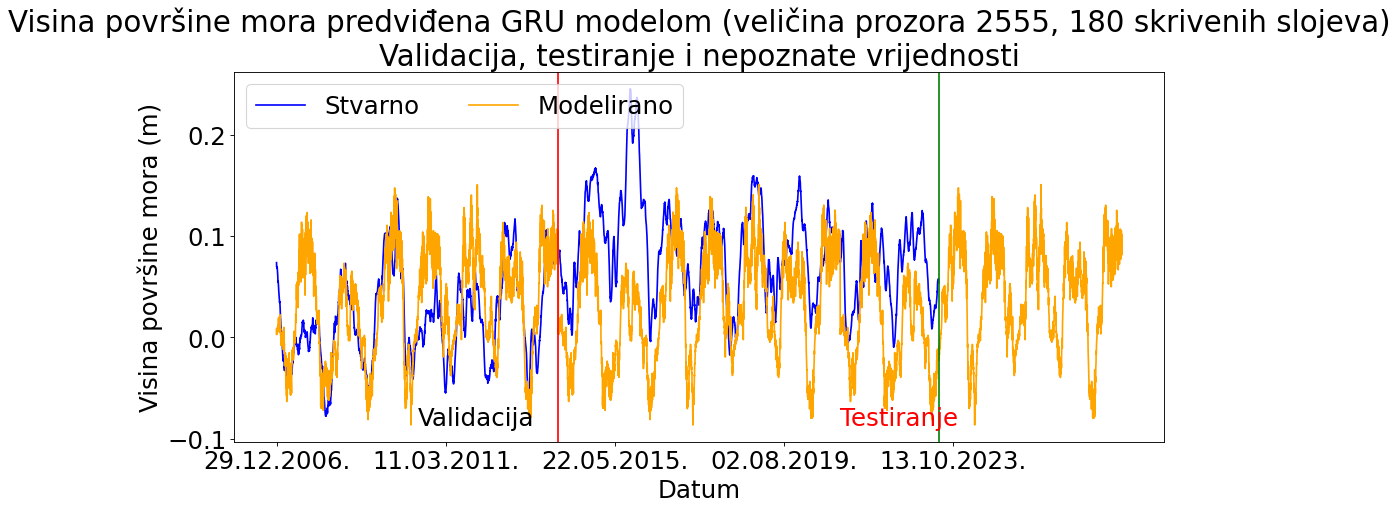 Visina površine mora predviđena GRU modelom (veličina prozora 2555, 180 skrivenih slojeva)
Validacija, testiranje i nepoznate vrijednosti
Stvarno
Modelirano
Visina površine mora (m)
0.2
0.1
0.0
−0.1
Validacija
Testiranje
29.12.2006.
11.03.2011.
22.05.2015.
02.08.2019.
13.10.2023.
Datum